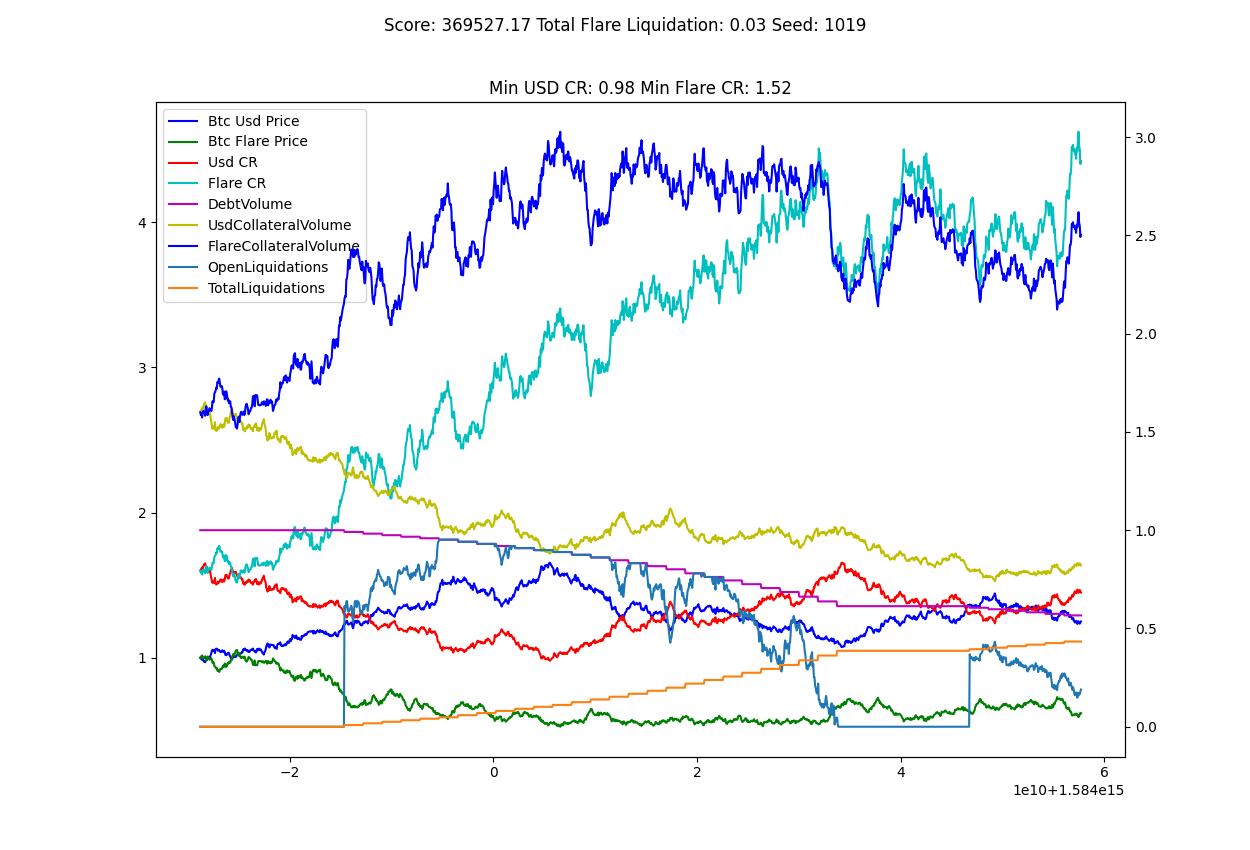 Score: 369527.17 Total Flare Liquidation: 0.03 Seed: 1019
Min USD CR: 0.98 Min Flare CR: 1.52
Btc Usd Price
Btc Flare Price
Usd CR
Flare CR
DebtVolume
UsdCollateralVolume
FlareCollateralVolume
OpenLiquidations
TotalLiquidations
4
3
2
1
3.0
2.5
2.0
1.5
1.0
0.5
0.0
−2 0 2 4 6
1e10+1.584e15